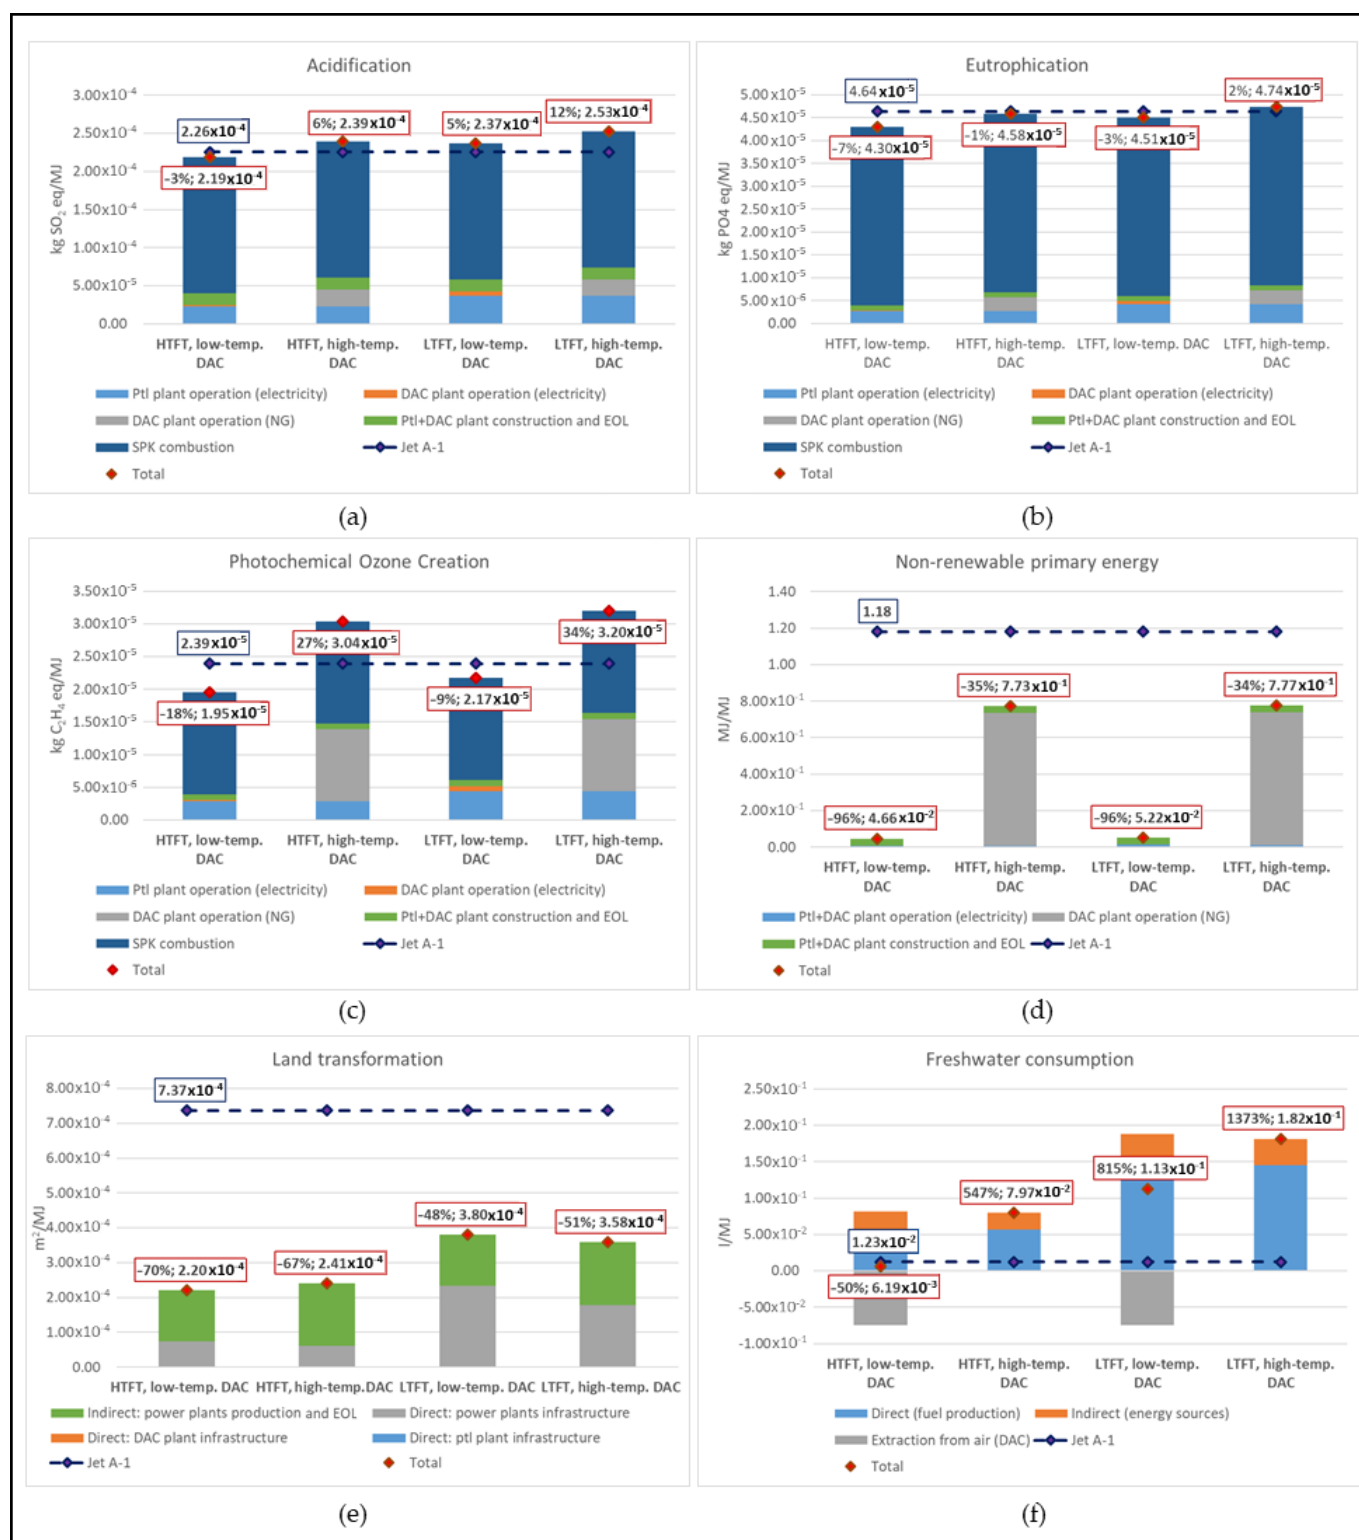 Acidification
3.00x10⁻⁴
2.50x10⁻⁴
2.00x10⁻⁴
1.50x10⁻⁴
1.00x10⁻⁴
5.00x10⁻⁵
0.00
kg SO₂ eq/MJ
2.26x10⁻⁴
–3%; 2.19x10⁻⁴
6%; 2.39x10⁻⁴
5%; 2.37x10⁻⁴
12%; 2.53x10⁻⁴
HTFT, low-temp. DAC
HTFT, high-temp. DAC
LTFT, low-temp. DAC
LTFT, high-temp. DAC
Ptl plant operation (electricity)
DAC plant operation (electricity)
DAC plant operation (NG)
Ptl+DAC plant construction and EOL
SPK combustion
Jet A-1
Total
(a)
Eutrophication
5.00x10⁻⁵
4.50x10⁻⁵
4.00x10⁻⁵
3.50x10⁻⁵
3.00x10⁻⁵
2.50x10⁻⁵
2.00x10⁻⁵
1.50x10⁻⁵
1.00x10⁻⁵
5.00x10⁻⁶
0.00
kg PO4 eq/MJ
4.64x10⁻⁵
–7%; 4.30x10⁻⁵
–1%; 4.58x10⁻⁵
–3%; 4.51x10⁻⁵
2%; 4.74x10⁻⁵
HTFT, low-temp. DAC
HTFT, high-temp. DAC
LTFT, low-temp. DAC
LTFT, high-temp. DAC
Ptl plant operation (electricity)
DAC plant operation (electricity)
DAC plant operation (NG)
Ptl+DAC plant construction and EOL
SPK combustion
Jet A-1
Total
(b)
Photochemical Ozone Creation
3.50x10⁻⁵
3.00x10⁻⁵
2.50x10⁻⁵
2.00x10⁻⁵
1.50x10⁻⁵
1.00x10⁻⁵
5.00x10⁻⁶
0.00
kg C₂H₄ eq/MJ
2.39x10⁻⁵
–18%; 1.95x10⁻⁵
27%; 3.04x10⁻⁵
–9%; 2.17x10⁻⁵
34%; 3.20x10⁻⁵
HTFT, low-temp. DAC
HTFT, high-temp. DAC
LTFT, low-temp. DAC
LTFT, high-temp. DAC
Ptl plant operation (electricity)
DAC plant operation (electricity)
DAC plant operation (NG)
Ptl+DAC plant construction and EOL
SPK combustion
Jet A-1
Total
(c)
Non-renewable primary energy
1.40
1.20
1.00
8.00x10⁻¹
6.00x10⁻¹
4.00x10⁻¹
2.00x10⁻¹
0.00
MJ/MJ
1.18
–96%; 4.66x10⁻²
–35%; 7.73x10⁻¹
–96%; 5.22x10⁻²
–34%; 7.77x10⁻¹
HTFT, low-temp. DAC
HTFT, high-temp. DAC
LTFT, low-temp. DAC
LTFT, high-temp. DAC
Ptl+DAC plant operation (electricity)
DAC plant operation (NG)
Ptl+DAC plant construction and EOL
Jet A-1
Total
(d)
Land transformation
8.00x10⁻⁴
7.00x10⁻⁴
6.00x10⁻⁴
5.00x10⁻⁴
4.00x10⁻⁴
3.00x10⁻⁴
2.00x10⁻⁴
1.00x10⁻⁴
0.00
m²/MJ
7.37x10⁻⁴
–70%; 2.20x10⁻⁴
–67%; 2.41x10⁻⁴
–48%; 3.80x10⁻⁴
–51%; 3.58x10⁻⁴
HTFT, low-temp. DAC
HTFT, high-temp.DAC
LTFT, low-temp. DAC
LTFT, high-temp. DAC
Indirect: power plants production and EOL
Direct: power plants infrastructure
Direct: DAC plant infrastructure
Direct: ptl plant infrastructure
Jet A-1
Total
(e)
Freshwater consumption
2.50x10⁻¹
2.00x10⁻¹
1.50x10⁻¹
1.00x10⁻¹
5.00x10⁻²
0.00
-5.00x10⁻²
-1.00x10⁻¹
l/MJ
1.23x10⁻²
–50%; 6.19x10⁻³
547%; 7.97x10⁻²
815%; 1.13x10⁻¹
1373%; 1.82x10⁻¹
HTFT, low-temp. DAC
HTFT, high-temp. DAC
LTFT, low-temp. DAC
LTFT, high-temp. DAC
Direct (fuel production)
Indirect (energy sources)
Extraction from air (DAC)
Jet A-1
Total
(f)